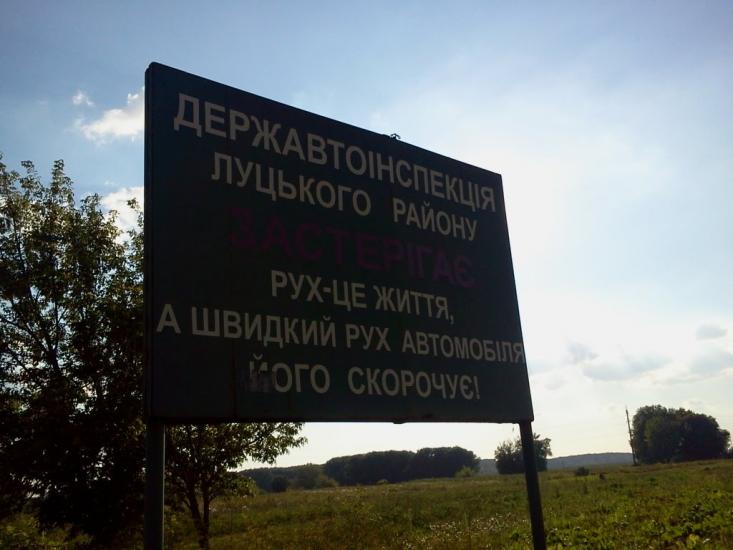 ДЕРЖАВТОІНСПЕКЦІЯ
ЛУЦЬКОГО РАЙОНУ
ЗАСТЕРІГАЄ
РУХ-ЦЕ ЖИТТЯ,
А ШВИДКИЙ РУХ АВТОМОБІЛЯ
ЙОГО СКОРОЧУЄ!